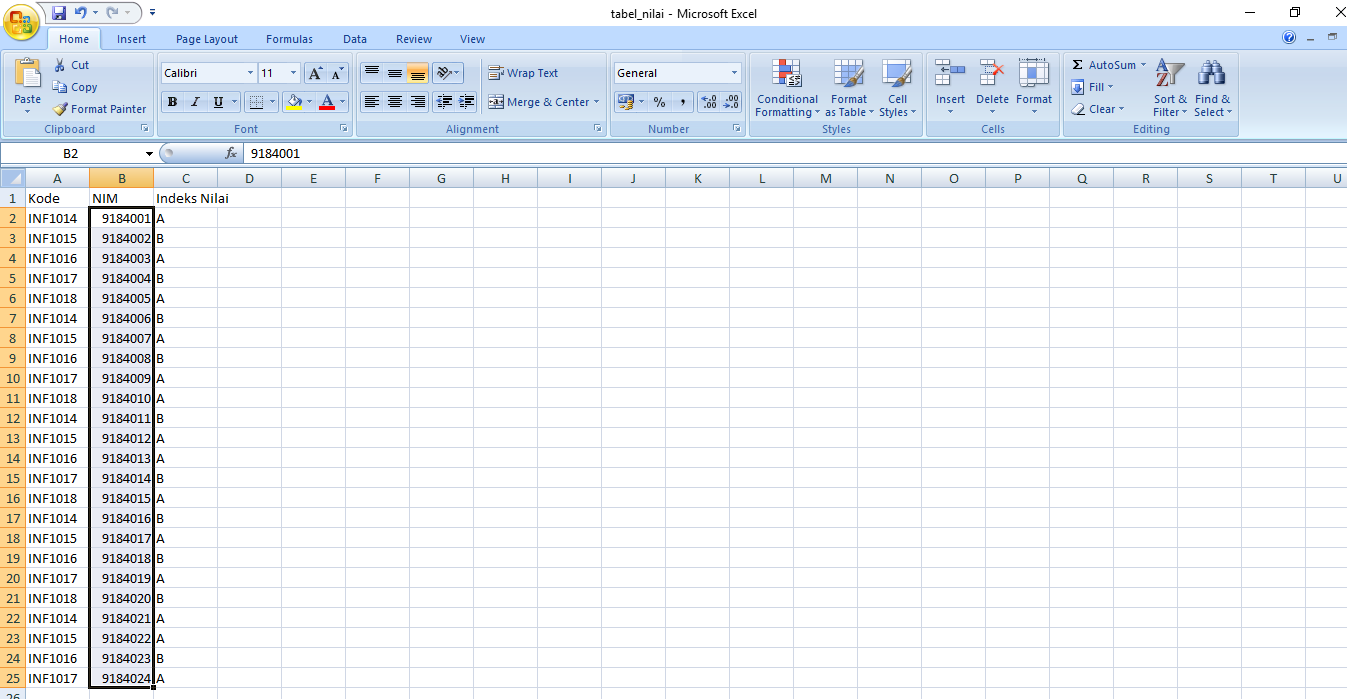 tabel_nilai - Microsoft Excel
Home Insert Page Layout Formulas Data Review View
Paste
Cut
Copy
Format Painter
Clipboard
Calibri 11
B I U
Font
Wrap Text
Merge & Center
Alignment
General
% , .00 .00
Number
Conditional Formatting
Format as Table
Cell Styles
Styles
Insert Delete Format
Cells
Σ AutoSum
Fill
Clear
Sort & Filter
Find & Select
Editing
B2 fx 9184001
A B C D E F G H I J K L M N O P Q R S T U
1 Kode NIM Indeks Nilai
2 INF1014 9184001 A
3 INF1015 9184002 B
4 INF1016 9184003 A
5 INF1017 9184004 B
6 INF1018 9184005 A
7 INF1014 9184006 B
8 INF1015 9184007 A
9 INF1016 9184008 B
10 INF1017 9184009 A
11 INF1018 9184010 A
12 INF1014 9184011 B
13 INF1015 9184012 A
14 INF1016 9184013 A
15 INF1017 9184014 B
16 INF1018 9184015 A
17 INF1014 9184016 B
18 INF1015 9184017 A
19 INF1016 9184018 B
20 INF1017 9184019 A
21 INF1018 9184020 B
22 INF1014 9184021 A
23 INF1015 9184022 A
24 INF1016 9184023 B
25 INF1017 9184024 A
26